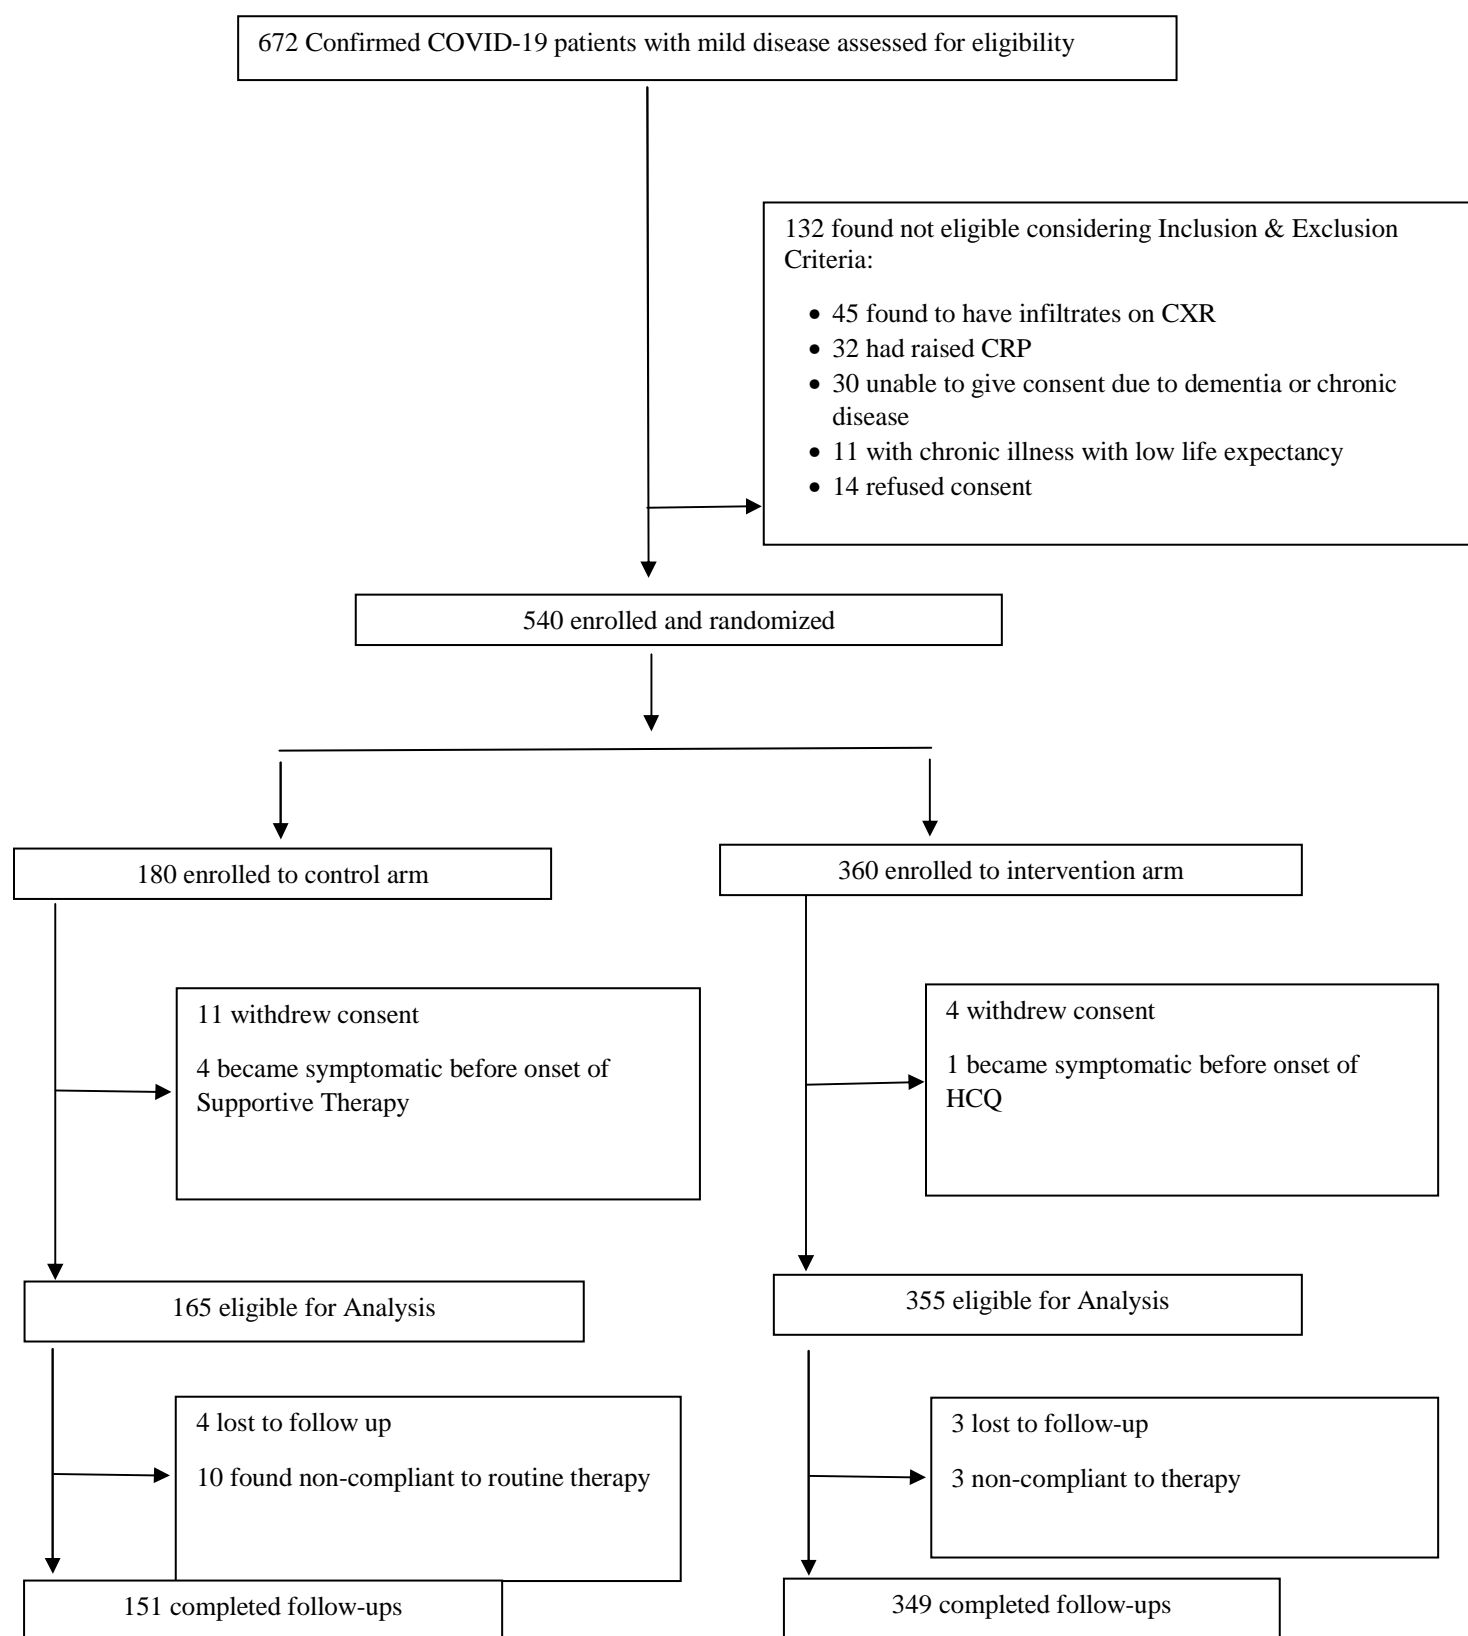 672 Confirmed COVID-19 patients with mild disease assessed for eligibility
132 found not eligible considering Inclusion & Exclusion
Criteria:
• 45 found to have infiltrates on CXR
• 32 had raised CRP
• 30 unable to give consent due to dementia or chronic
disease
• 11 with chronic illness with low life expectancy
• 14 refused consent
540 enrolled and randomized
180 enrolled to control arm
360 enrolled to intervention arm
11 withdrew consent
4 became symptomatic before onset of
Supportive Therapy
4 withdrew consent
1 became symptomatic before onset of
HCQ
165 eligible for Analysis
355 eligible for Analysis
4 lost to follow up
10 found non-compliant to routine therapy
3 lost to follow-up
3 non-compliant to therapy
151 completed follow-ups
349 completed follow-ups